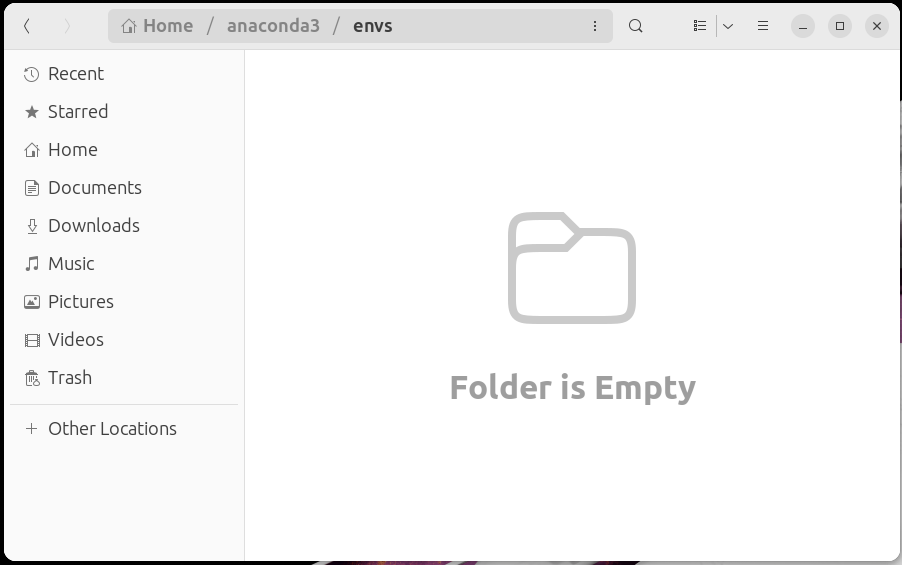 Home / anaconda3 / envs
Recent
Starred
Home
Documents
Downloads
Music
Pictures
Videos
Trash
Other Locations
Folder is Empty